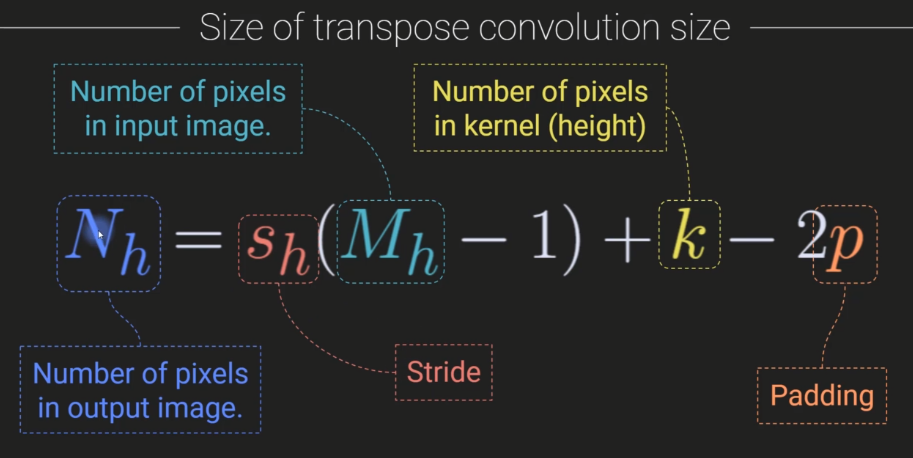 Size of transpose convolution size
Number of pixels
in input image.
Number of pixels
in kernel (height)
N_h = s_h(M_h − 1) + k − 2p
Number of pixels
in output image.
Stride
Padding